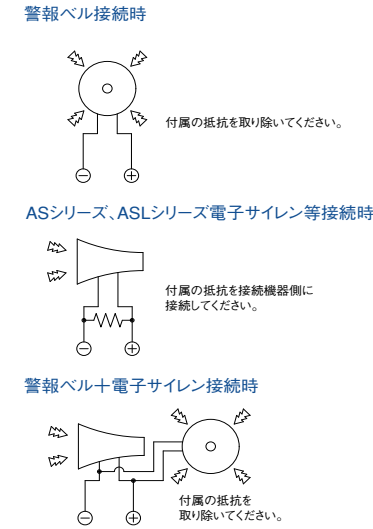 警報ベル接続時
付属の抵抗を取り除いてください。
−
+
ASシリーズ、ASLシリーズ電子サイレン等接続時
付属の抵抗を接続機器側に
接続してください。
−
+
警報ベル十電子サイレン接続時
付属の抵抗を
取り除いてください。
−
+